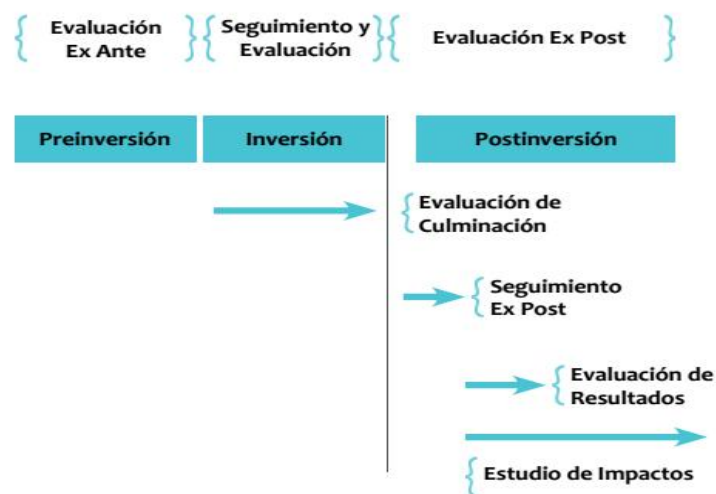 Evaluación
Ex Ante
Seguimiento y
Evaluación
Evaluación Ex Post
Preinversión
Inversión
Postinversión
Evaluación de
Culminación
Seguimiento
Ex Post
Evaluación de
Resultados
Estudio de Impactos